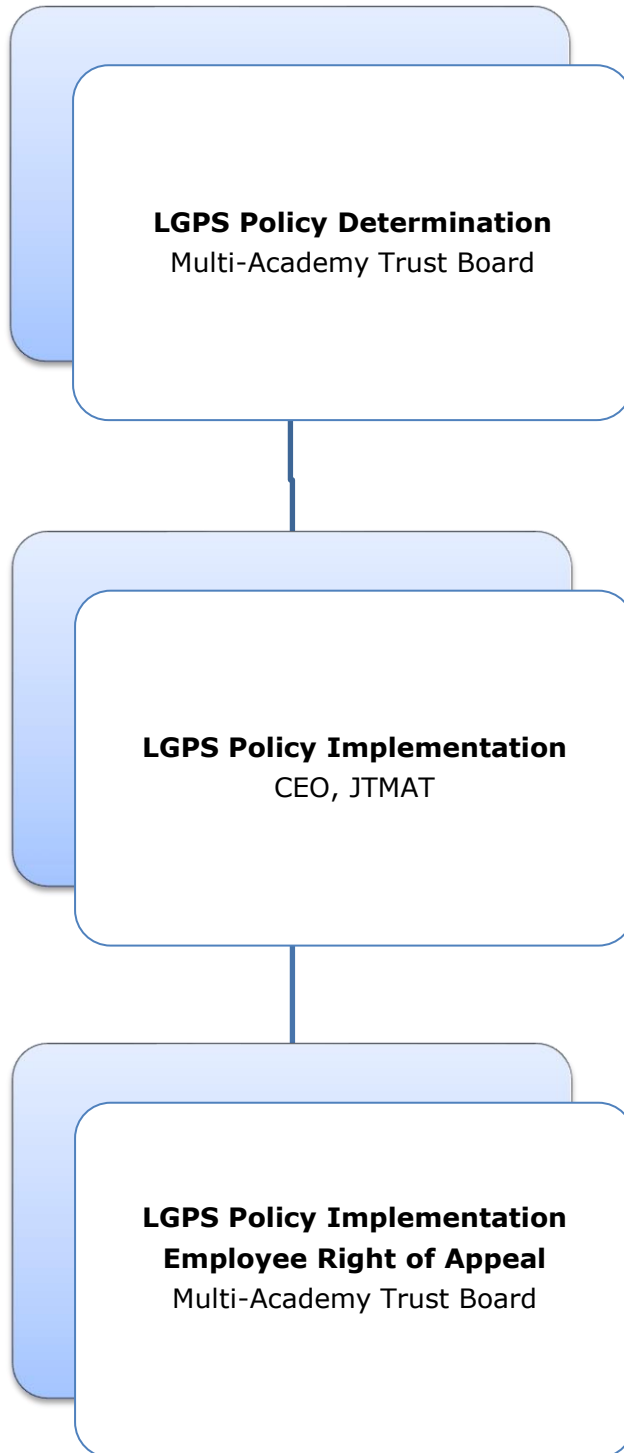 LGPS Policy Determination
Multi-Academy Trust Board
LGPS Policy Implementation
CEO, JTMAT
LGPS Policy Implementation
Employee Right of Appeal
Multi-Academy Trust Board